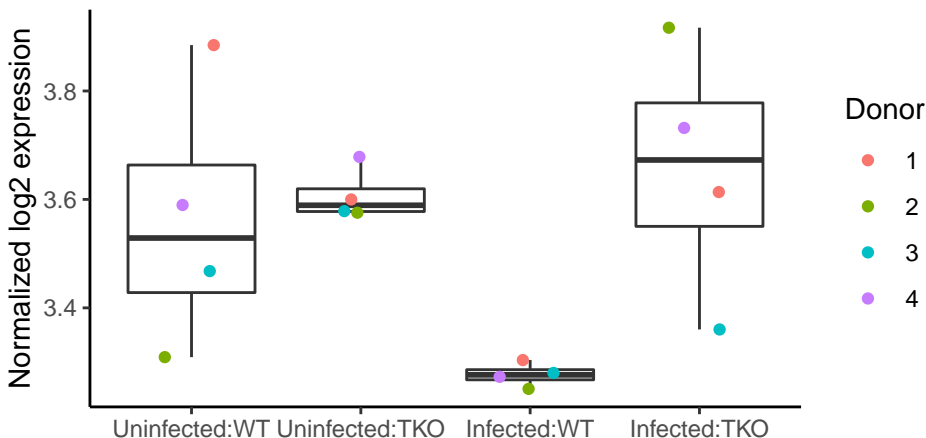 Normalized log2 expression
3.8
3.6
3.4
Uninfected:WT Uninfected:TKO Infected:WT Infected:TKO
Donor
1
2
3
4